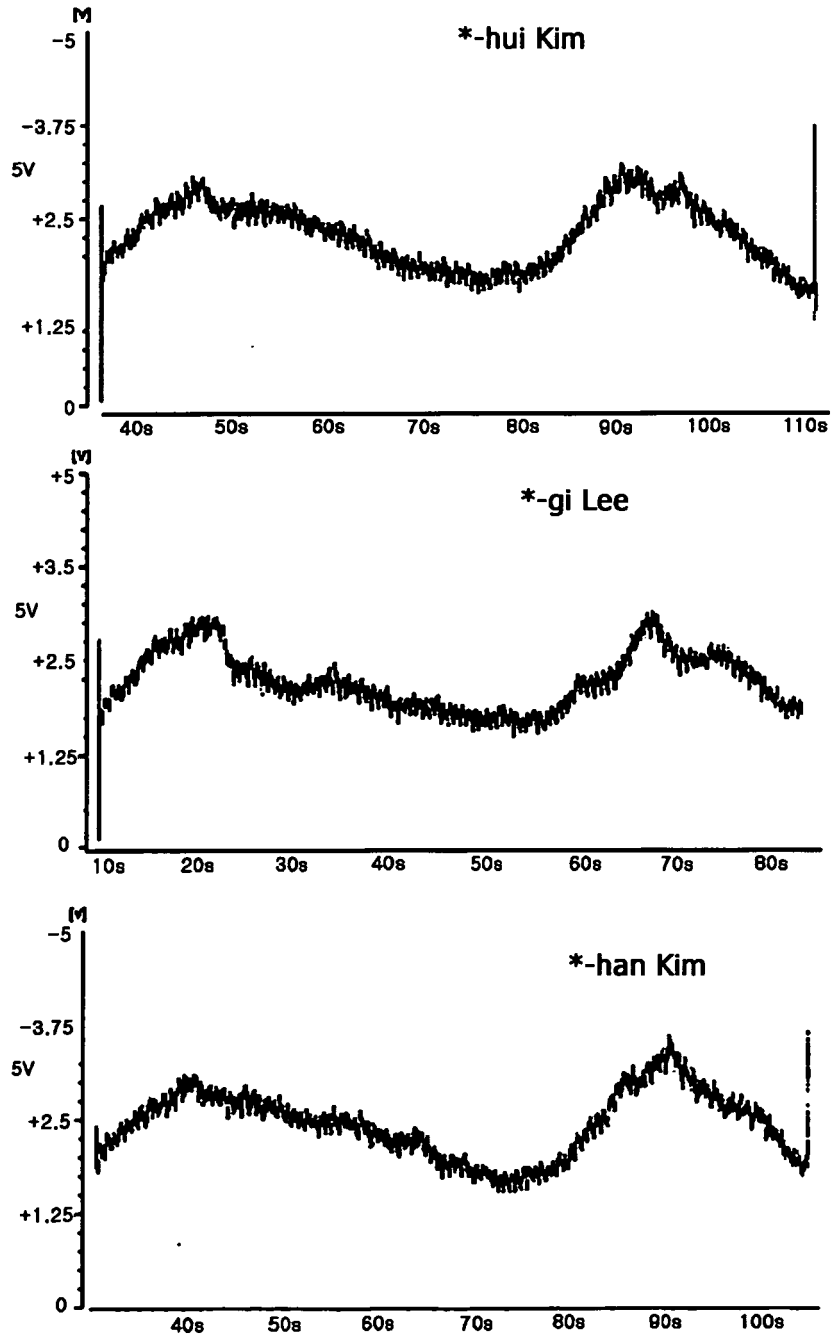 [V]
-5
*-hui Kim
-3.75
5V
+2.5
+1.25
0
40s 50s 60s 70s 80s 90s 100s 110s
[V]
+5
*-gi Lee
+3.5
5V
+2.5
+1.25
0
10s 20s 30s 40s 50s 60s 70s 80s
[V]
-5
*-han Kim
-3.75
5V
+2.5
+1.25
0
40s 50s 60s 70s 80s 90s 100s